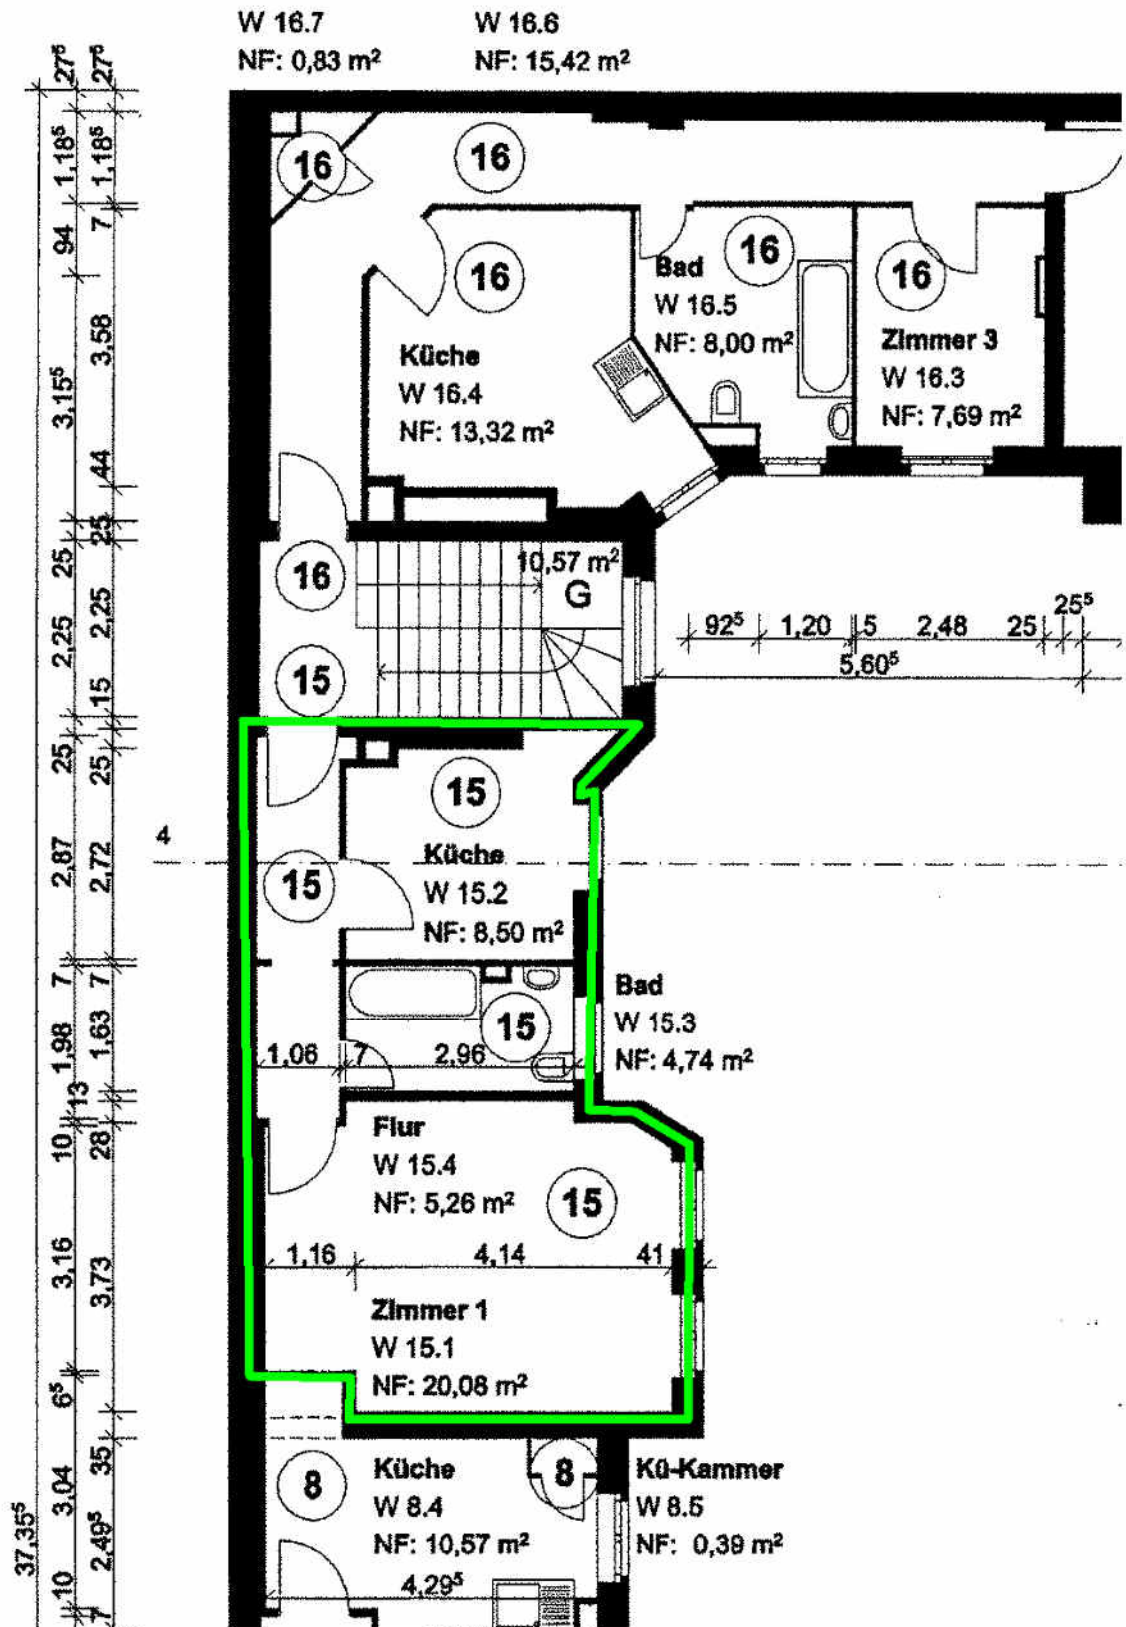 W 16.7
NF: 0,83 m²
W 16.6
NF: 15,42 m²
27⁵
27⁵
1,18⁵
1,18⁵
94
7
3,15⁵
3,58
44
25
25
2,25
2,25
15
25
25
2,87
2,72
7
7
1,98
1,63
13
10
28
3,16
3,73
6⁵
35
3,04
2,49⁵
10
7
37,35⁵
16
16
16
Küche
W 16.4
NF: 13,32 m²
16
Bad
W 16.5
NF: 8,00 m²
16
Zimmer 3
W 16.3
NF: 7,69 m²
16
10,57 m²
G
15
92⁵
1,20
5
2,48
25
25⁵
5,60⁵
4
15
Küche
W 15.2
NF: 8,50 m²
15
15
Bad
W 15.3
NF: 4,74 m²
1,06
7
2,96
Flur
W 15.4
NF: 5,26 m²
15
1,16
4,14
41
Zimmer 1
W 15.1
NF: 20,08 m²
8
Küche
W 8.4
NF: 10,57 m²
8
Kü-Kammer
W 8.5
NF: 0,39 m²
4,29⁵